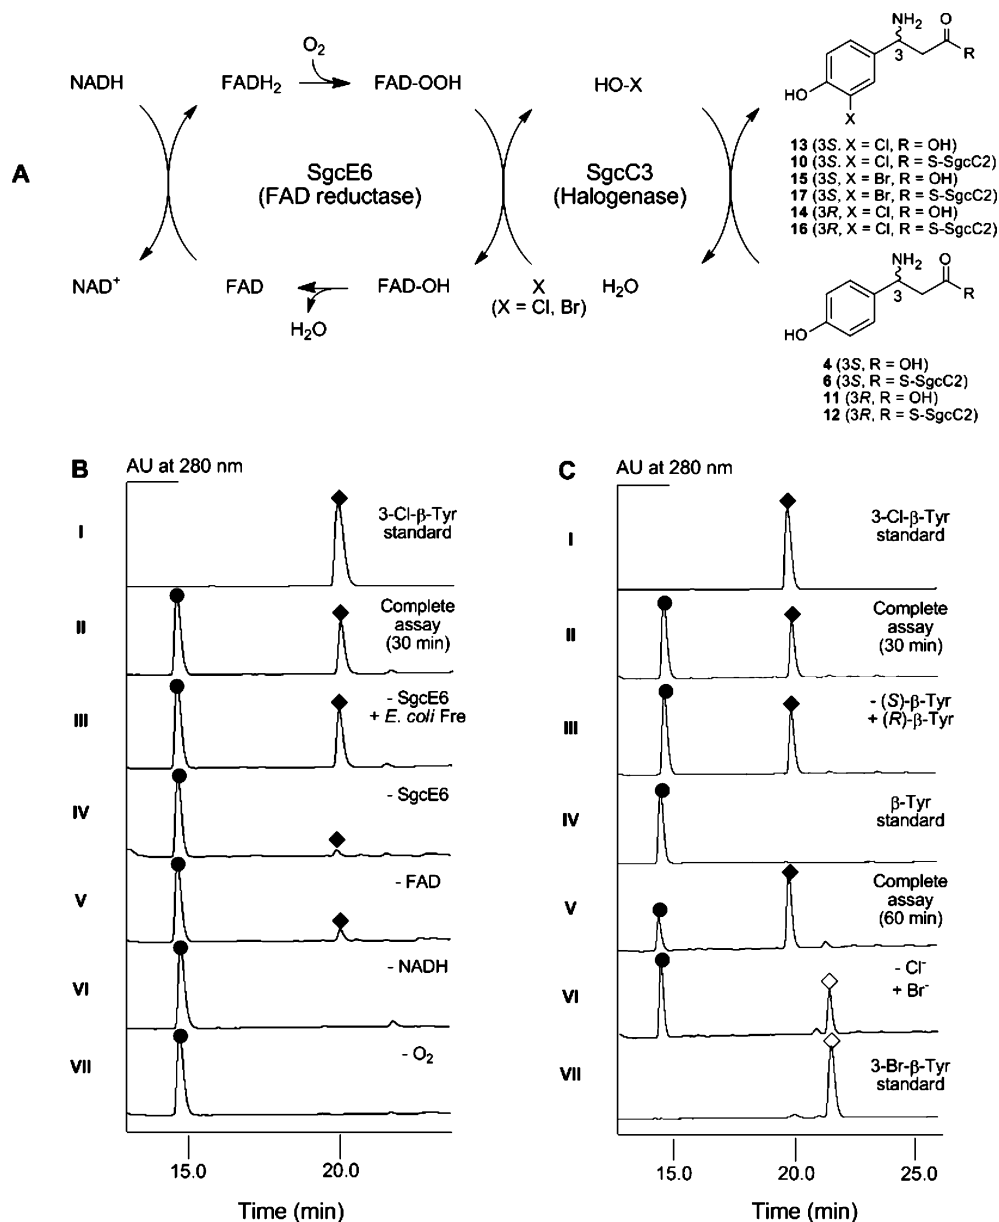 A
NADH
FADH2
O2
FAD-OOH
HO-X
SgcE6
(FAD reductase)
SgcC3
(Halogenase)
NAD+
FAD
H2O
FAD-OH
X
(X = Cl, Br)
H2O
NH2
O
R
3
HO
X
13 (3S. X = Cl, R = OH)
10 (3S. X = Cl, R = S-SgcC2)
15 (3S, X = Br, R = OH)
17 (3S, X = Br, R = S-SgcC2)
14 (3R, X = Cl, R = OH)
16 (3R, X = Cl, R = S-SgcC2)
NH2
O
R
3
HO
4 (3S, R = OH)
6 (3S, R = S-SgcC2)
11 (3R, R = OH)
12 (3R, R = S-SgcC2)
B
AU at 280 nm
I
3-Cl-β-Tyr
standard
II
Complete
assay
(30 min)
III
- SgcE6
+ E. coli Fre
IV
- SgcE6
V
- FAD
VI
- NADH
VII
- O2
15.0
20.0
Time (min)
C
AU at 280 nm
I
3-Cl-β-Tyr
standard
II
Complete
assay
(30 min)
III
- (S)-β-Tyr
+ (R)-β-Tyr
IV
β-Tyr
standard
V
Complete
assay
(60 min)
VI
- Cl-
+ Br-
VII
3-Br-β-Tyr
standard
15.0
20.0
25.0
Time (min)